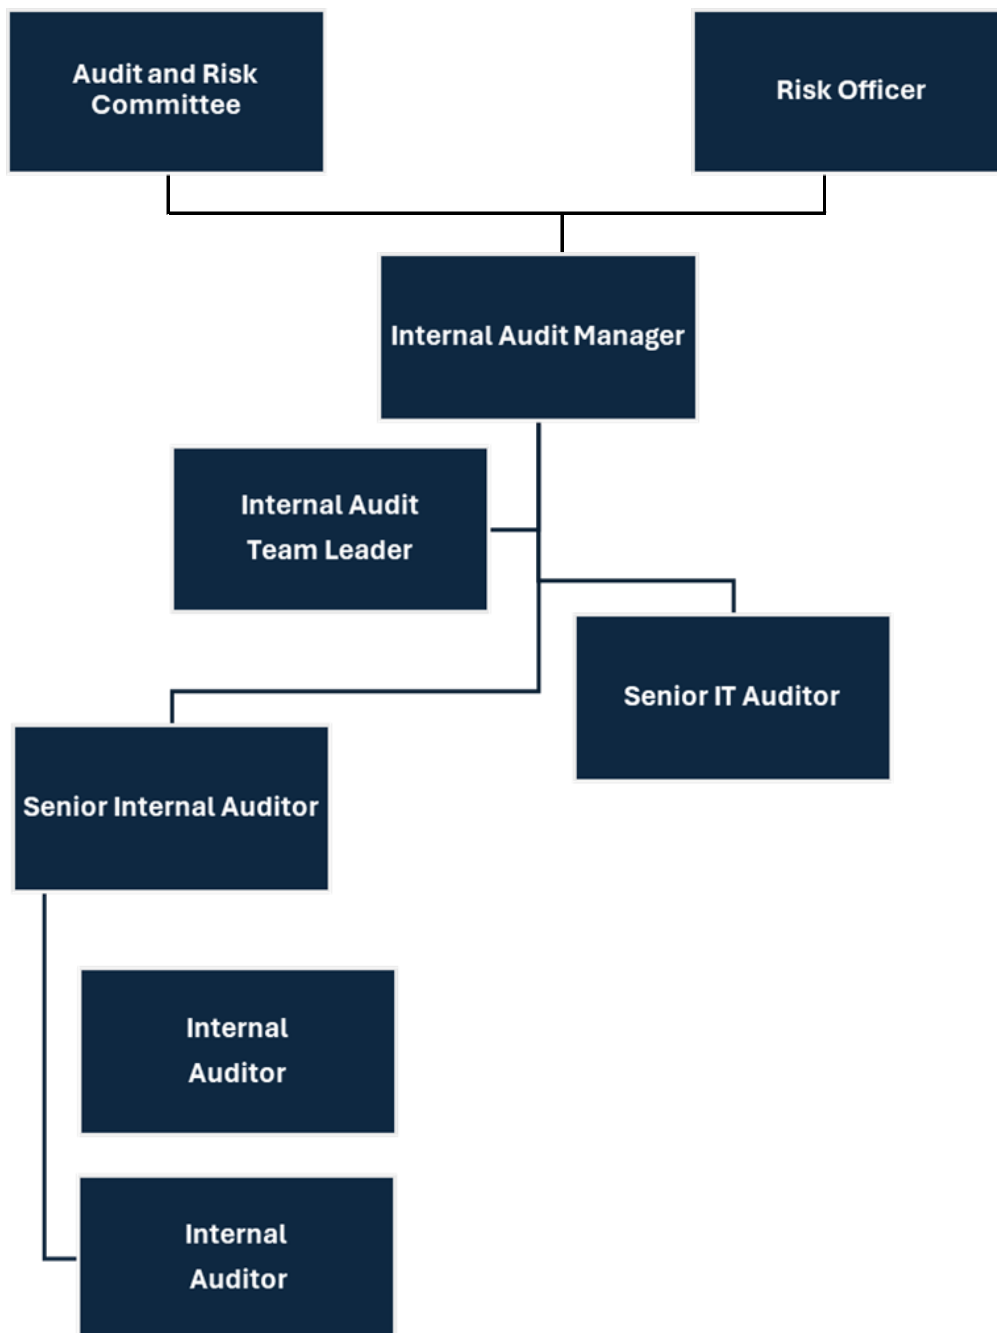 Audit and Risk
Committee
Risk Officer
Internal Audit Manager
Internal Audit
Team Leader
Senior IT Auditor
Senior Internal Auditor
Internal
Auditor
Internal
Auditor